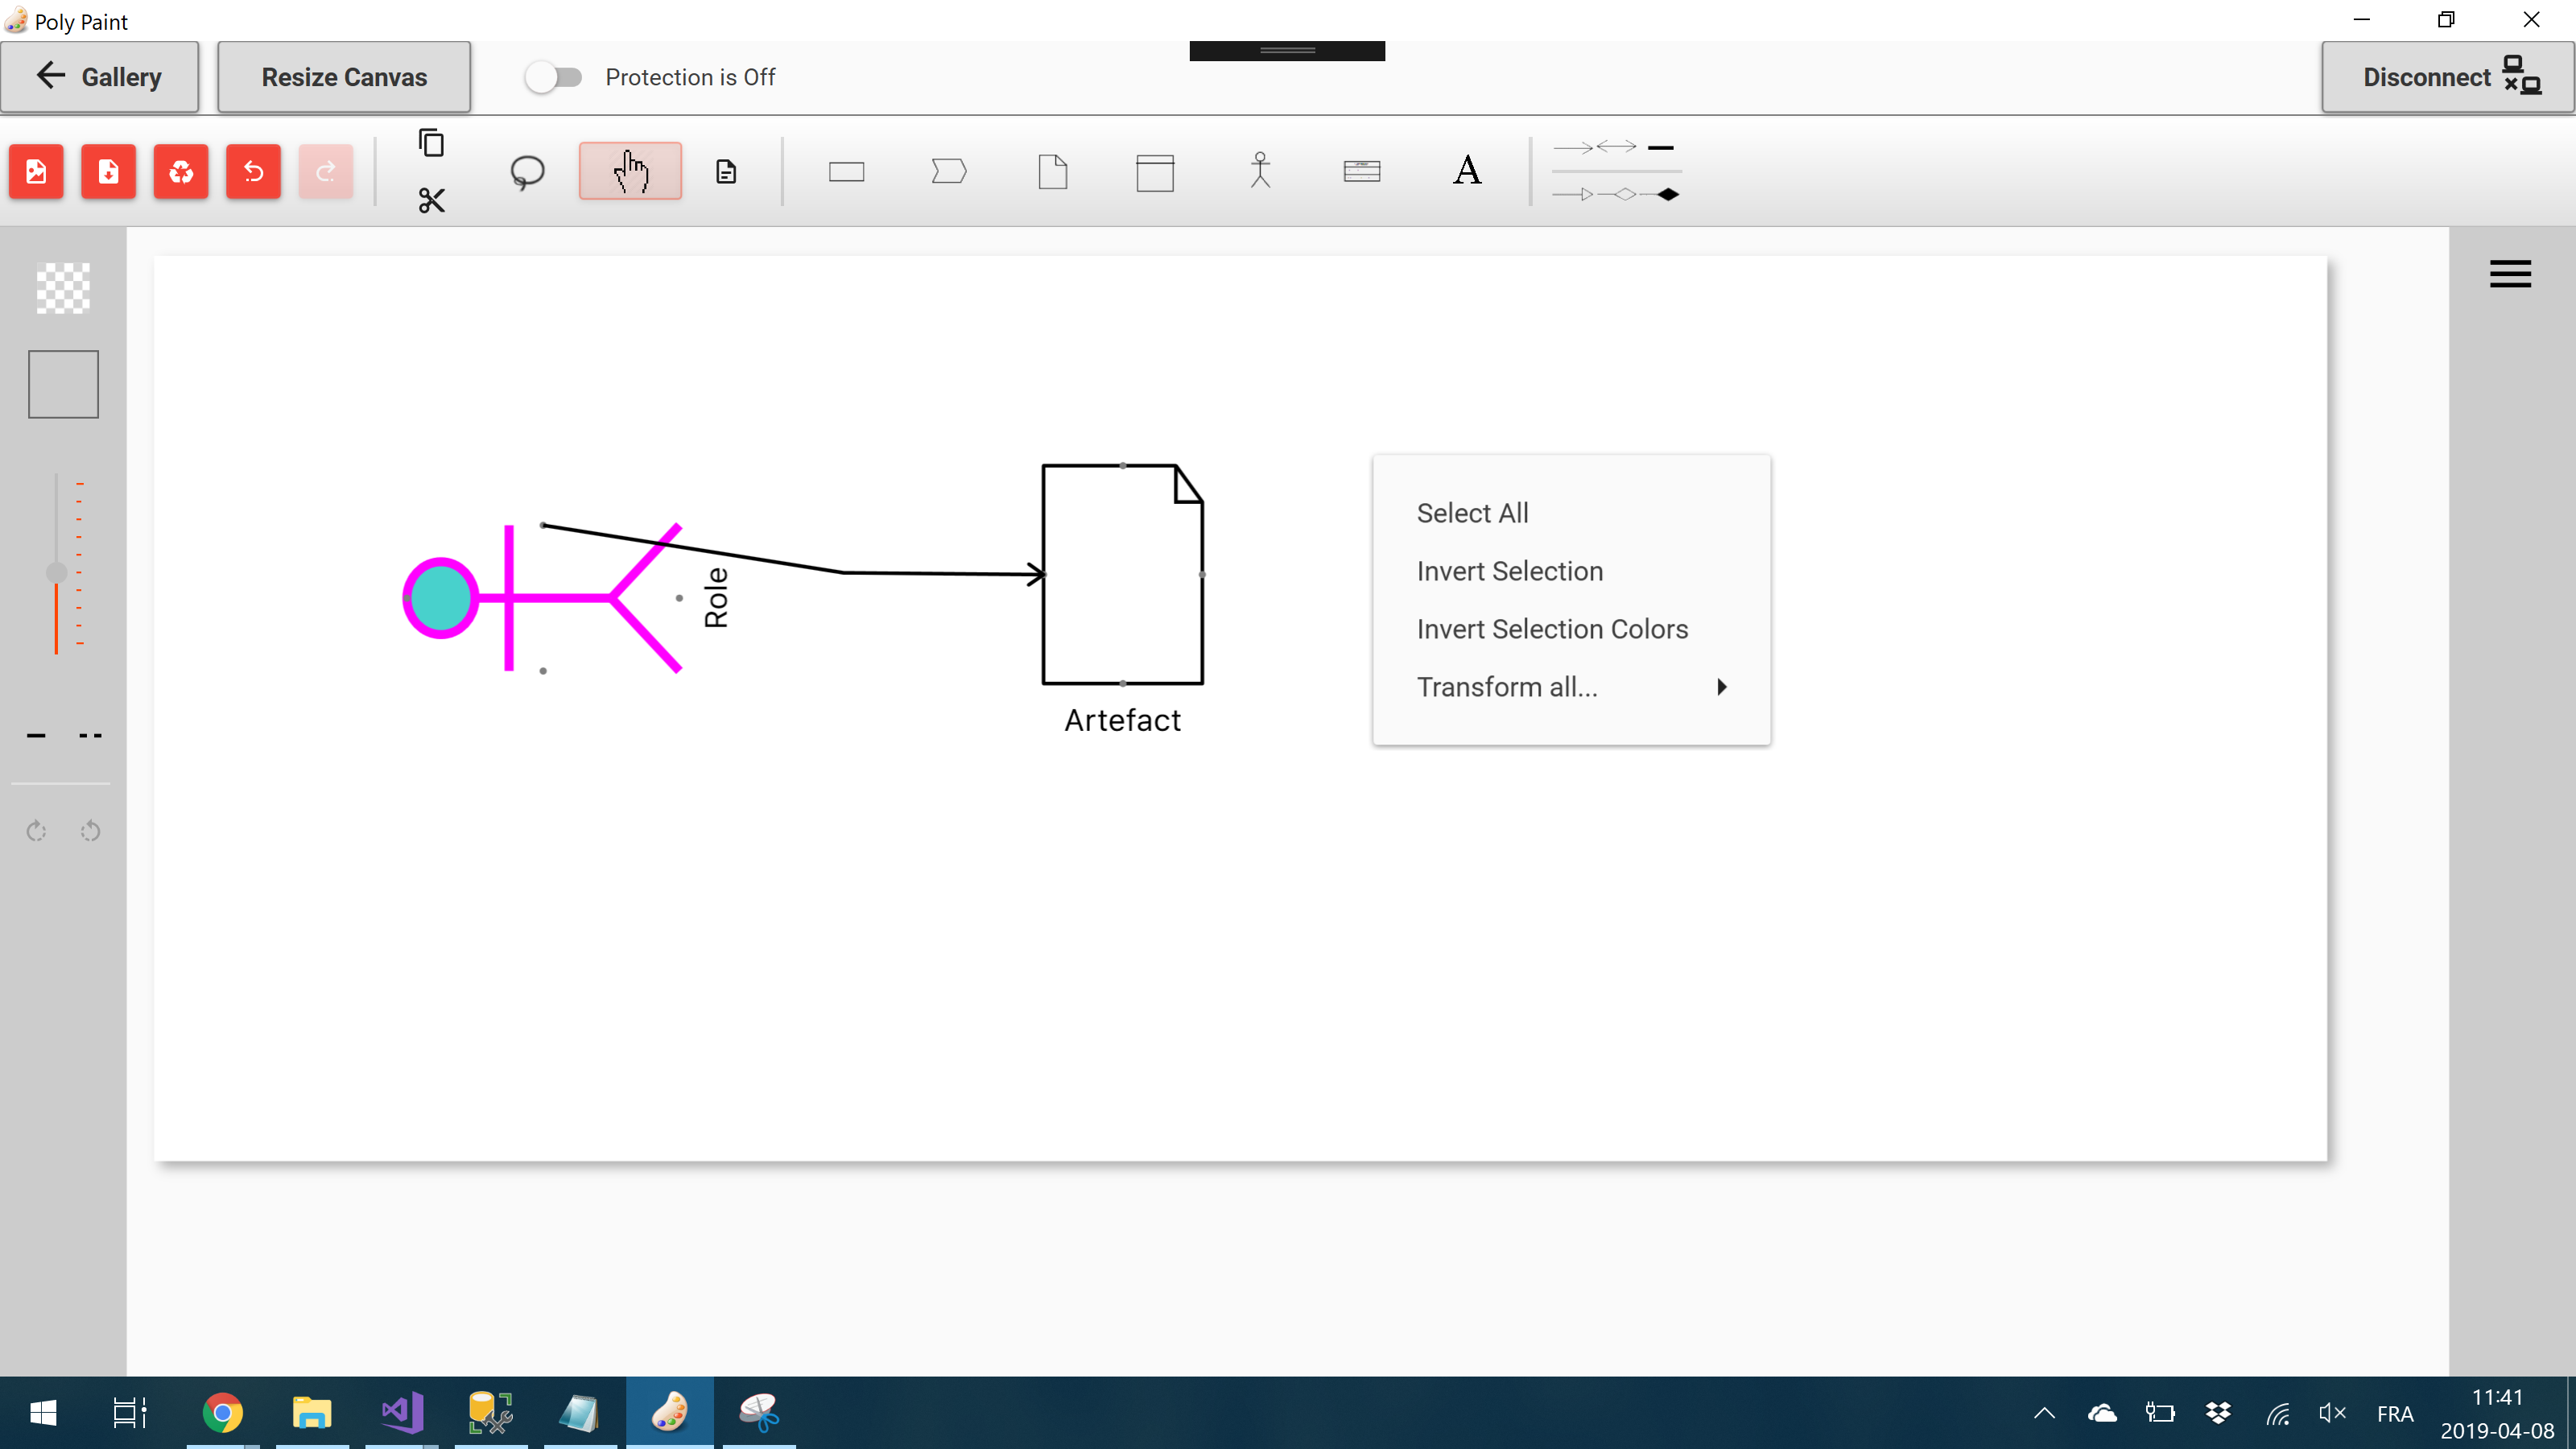 Poly Paint
Gallery
Resize Canvas
Protection is Off
Disconnect
A
Role
Artefact
Select All
Invert Selection
Invert Selection Colors
Transform all...
FRA
11:41
2019-04-08